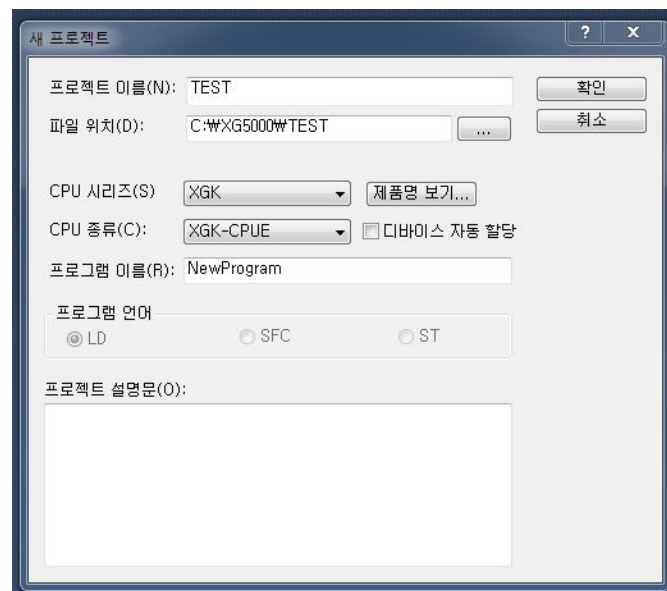 새 프로젝트
프로젝트 이름(N): TEST 확인
파일 위치(D): C:₩XG5000₩TEST ... 취소
CPU 시리즈(S) XGK 제품명 보기...
CPU 종류(C): XGK-CPUE 디바이스 자동 할당
프로그램 이름(R): NewProgram
프로그램 언어
LD SFC ST
프로젝트 설명문(O):